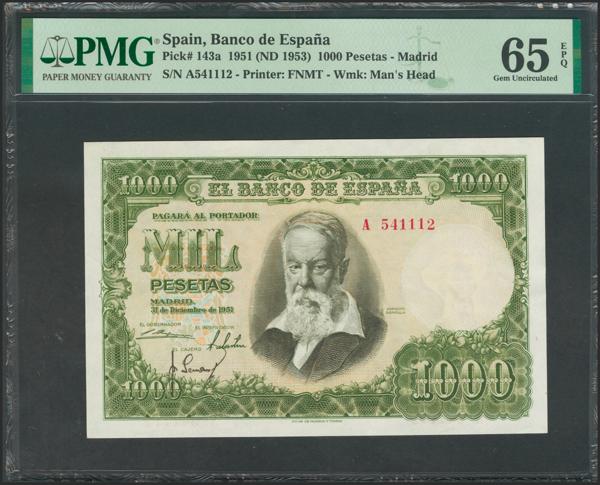 PMG
PAPER MONEY GUARANTY
Spain, Banco de España
Pick# 143a 1951 (ND 1953) 1000 Pesetas - Madrid
S/N A541112 - Printer: FNMT - Wmk: Man's Head
65 EPQ
Gem Uncirculated
1000 EL BANCO DE ESPAÑA 1000
PAGARÁ AL PORTADOR
A 541112
MIL
PESETAS
MADRID,
31 de Diciembre de 1951
EL GOBERNADOR EL INTERVENTOR
JOAQUIN
SOROLLA
EL CAJERO
1000 1000